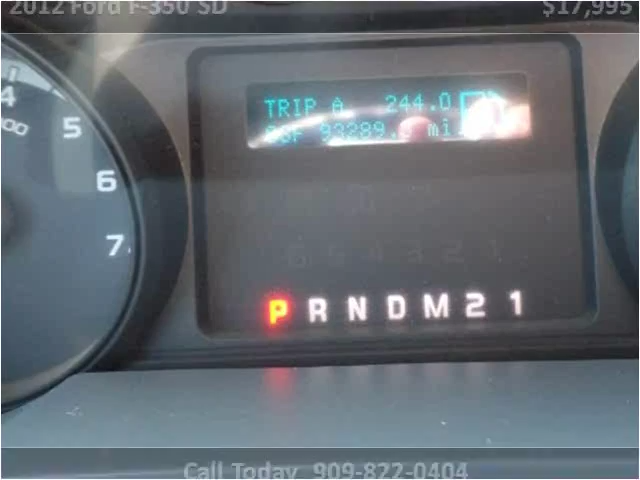 2012 Ford F-350 SD $17,995
TRIP A 244.0
93289. mi
4
000
5
6
7
P R N D M 2 1
Call Today 909-822-0404